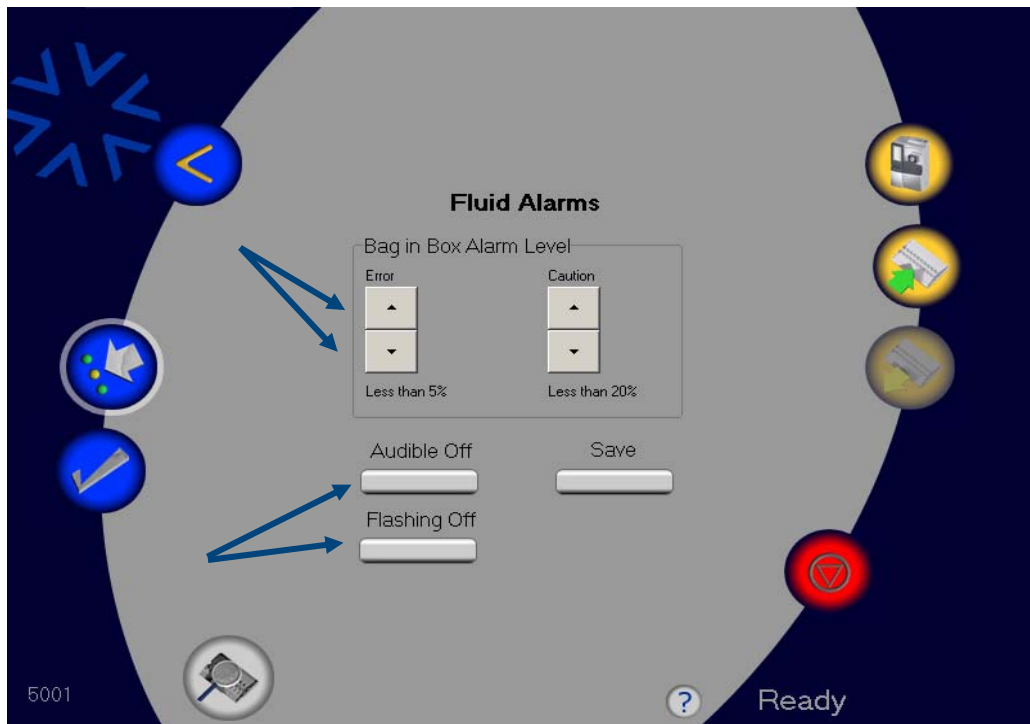 Fluid Alarms
Bag in Box Alarm Level
Error Caution
Less than 5% Less than 20%
Audible Off Save
Flashing Off
5001 ? Ready